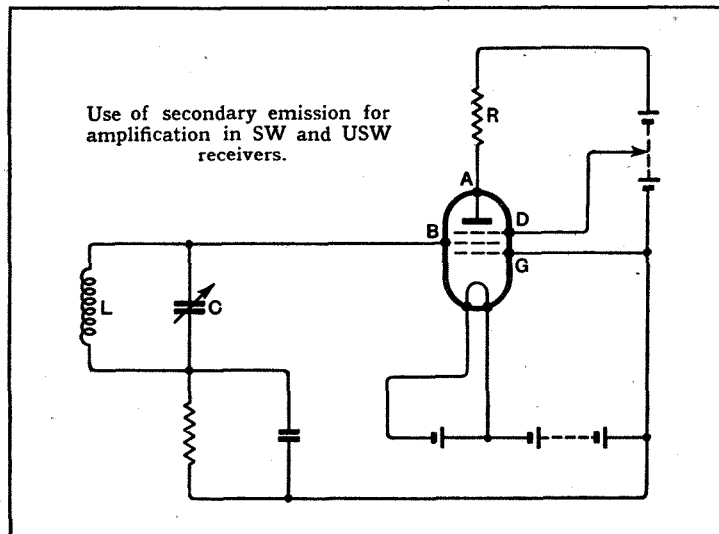 Use of secondary emission for
amplification in SW and USW
receivers.
R
A
B
D
G
L
C